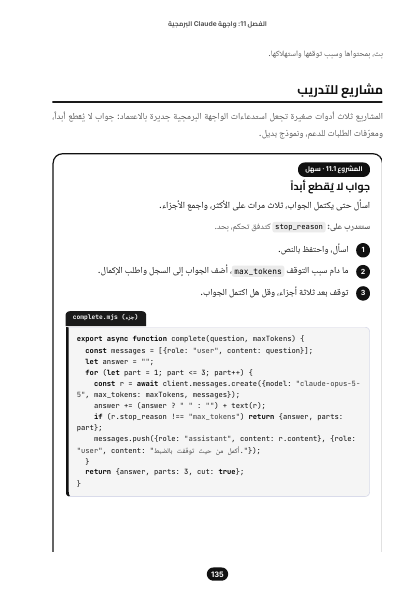 الفصل 11: واجهة Claude البرمجية
بث، بمحتواها وسبب توقفها واستهلاكها.
مشاريع للتدريب
المشاريع ثلاث أدوات صغيرة تجعل استدعاءات الواجهة البرمجية جديرة بالاعتماد: جواب لا يُقطع أبداً،
ومعرّفات الطلبات للدعم، ونموذج بديل.
المشروع 11.1 · سهل
جواب لا يُقطع أبداً
اسأل حتى يكتمل الجواب، ثلاث مرات على الأكثر، واجمع الأجزاء.
ستتدرب على: stop_reason كتدفق تحكم، بحد.
1 اسأل، واحتفظ بالنص.
2 ما دام سبب التوقف max_tokens، أضف الجواب إلى السجل واطلب الإكمال.
3 توقف بعد ثلاثة أجزاء، وقل هل اكتمل الجواب.
complete.mjs (جزء)
export async function complete(question, maxTokens) {
const messages = [{role: "user", content: question}];
let answer = "";
for (let part = 1; part <= 3; part++) {
const r = await client.messages.create({model: "claude-opus-5-
5", max_tokens: maxTokens, messages});
answer += (answer ? " " : "") + text(r);
if (r.stop_reason !== "max_tokens") return {answer, parts:
part};
messages.push({role: "assistant", content: r.content}, {role:
"user", content: "أكمل من حيث توقفت بالضبط."});
}
return {answer, parts: 3, cut: true};
}
135